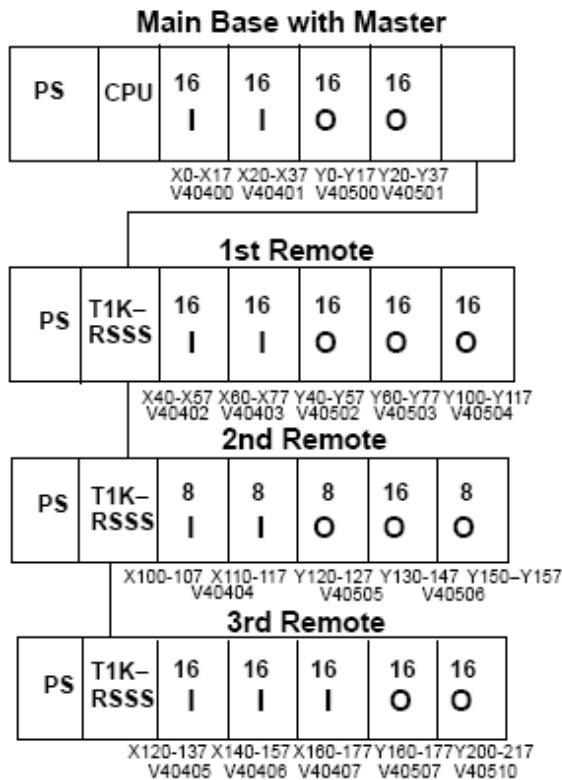 Main Base with Master
PS CPU 16 16 16 16
I I O O
X0-X17 X20-X37 Y0-Y17 Y20-Y37
V40400 V40401 V40500 V40501
1st Remote
PS T1K– 16 16 16 16 16
RSSS I I O O O
X40-X57 X60-X77 Y40-Y57 Y60-Y77 Y100-Y117
V40402 V40403 V40502 V40503 V40504
2nd Remote
PS T1K– 8 8 8 16 8
RSSS I I O O O
X100-107 X110-117 Y120-127 Y130-147 Y150–Y157
V40404 V40505 V40506
3rd Remote
PS T1K– 16 16 16 16 16
RSSS I I I O O
X120-137 X140-157 X160-177 Y160-177 Y200-217
V40405 V40406 V40407 V40507 V40510